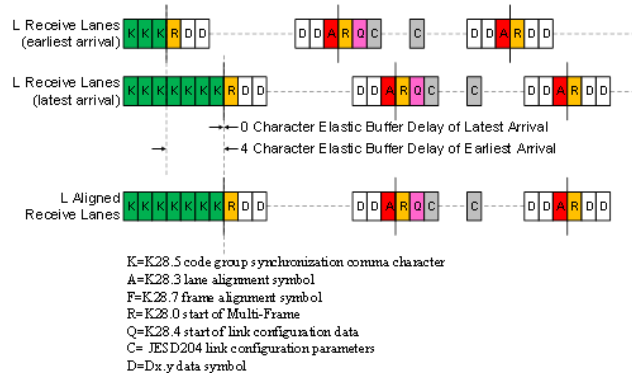 L Receive Lanes
(earliest arrival)
K K K R D D D D A R Q C C D D A R D D
L Receive Lanes
(latest arrival)
K K K K K K K R D D D D A R Q C C D D A R D D
0 Character Elastic Buffer Delay of Latest Arrival
4 Character Elastic Buffer Delay of Earliest Arrival
L Aligned
Receive Lanes
K K K K K K K R D D D D A R Q C C D D A R D D
K=K28.5 code group synchronization comma character
A=K28.3 lane alignment symbol
F=K28.7 frame alignment symbol
R=K28.0 start of Multi-Frame
Q=K28.4 start of link configuration data
C= JESD204 link configuration parameters
D=Dx.y data symbol